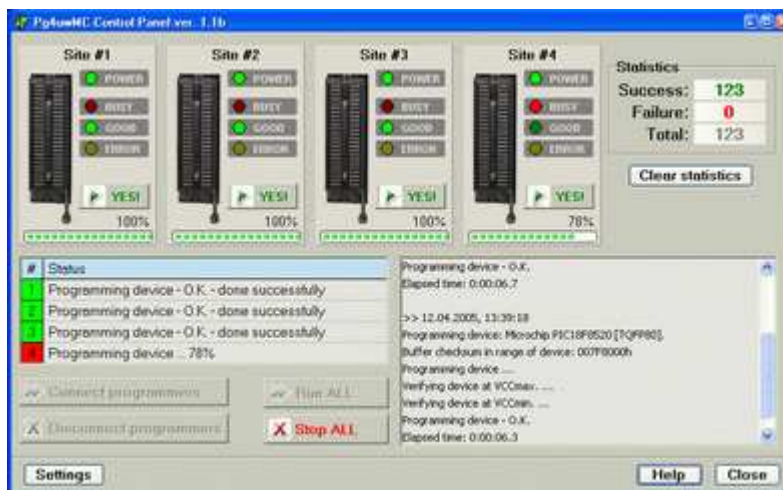 Pg4uwMC Control Panel ver. 1.1b
Site #1
POWER
BUSY
GOOD
ERROR
YES!
100%
Site #2
POWER
BUSY
GOOD
ERROR
YES!
100%
Site #3
POWER
BUSY
GOOD
ERROR
YES!
100%
Site #4
POWER
BUSY
GOOD
ERROR
YES!
78%
Statistics
Success: 123
Failure: 0
Total: 123
Clear statistics
# Status
1 Programming device - O.K. - done successfully
2 Programming device - O.K. - done successfully
3 Programming device - O.K. - done successfully
4 Programming device ... 78%
Programming device - O.K.
Elapsed time: 0:00:06.7
>> 12.04.2005, 13:39:18
Programming device: Microchip PIC18F8520 [TQFP80].
Buffer checksum in range of device: 007F8000h
Programming device ....
Verifying device at VCCmax. ....
Verifying device at VCCmin. ....
Programming device - O.K.
Elapsed time: 0:00:06.3
Connect programmers
Run ALL
Disconnect programmers
Stop ALL
Settings
Help
Close